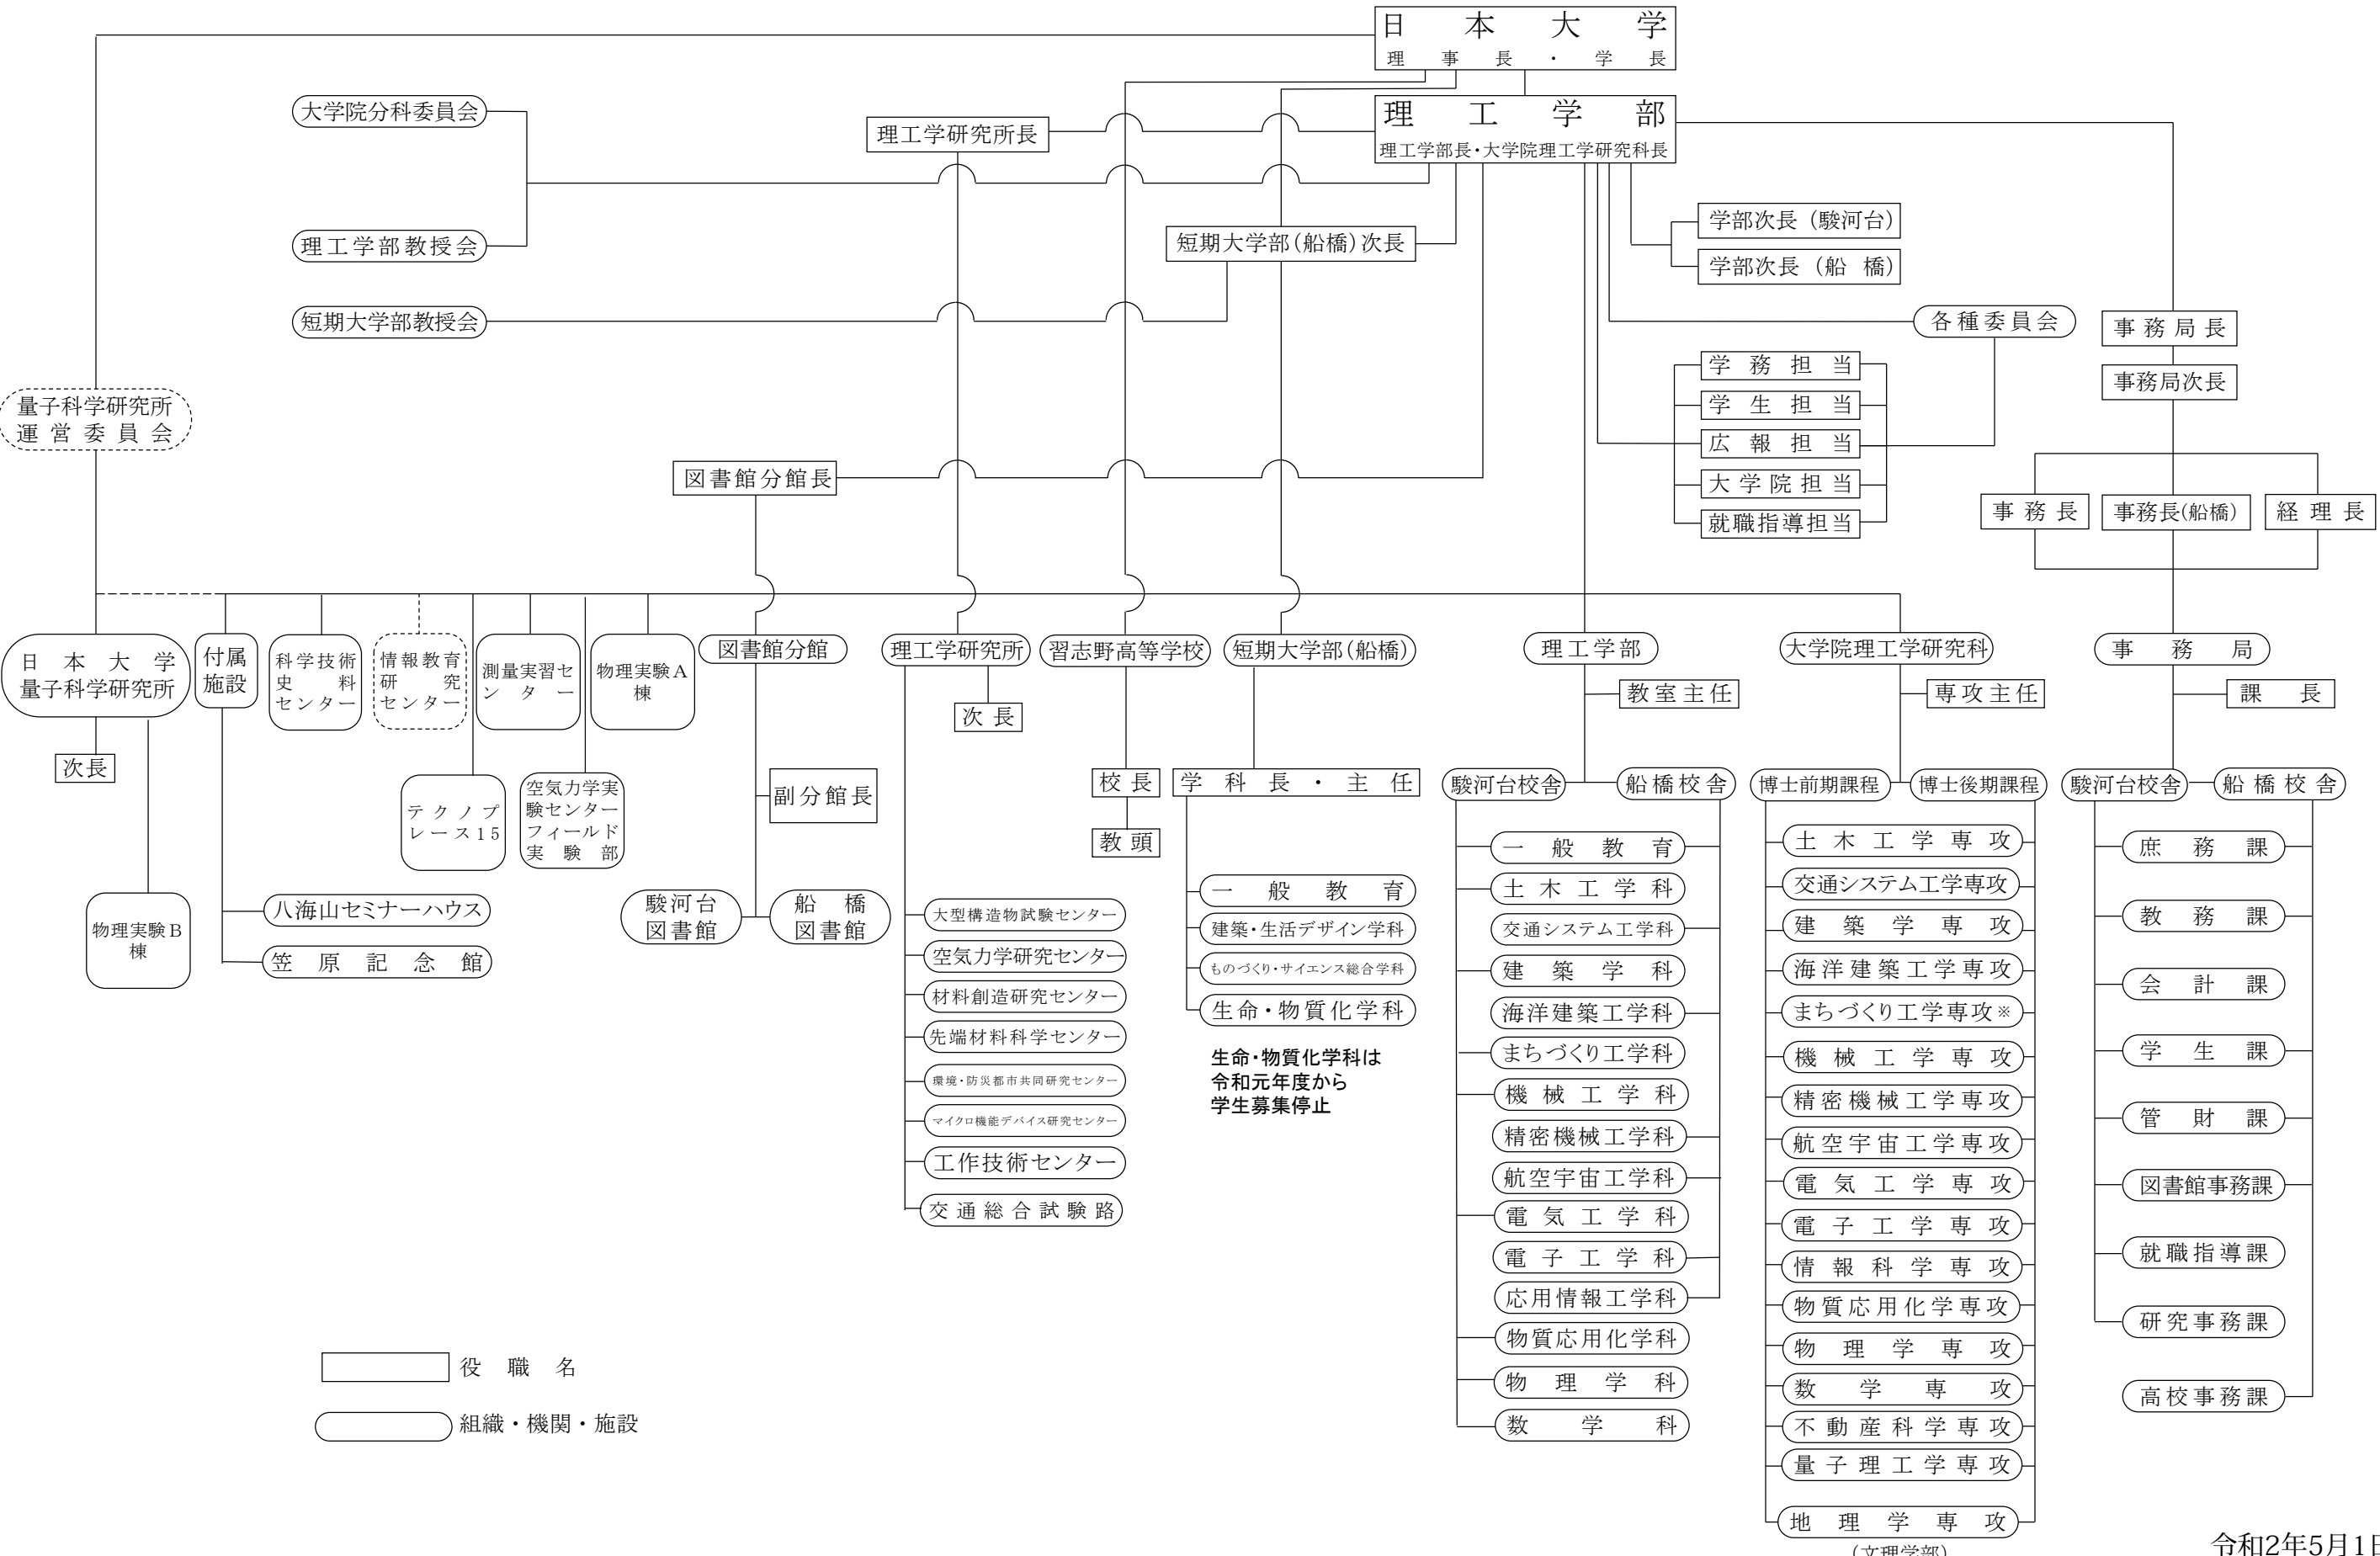 日本大学
理事長・学長
理工学部
理工学部長・大学院理工学研究科長
大学院分科委員会
理工学研究所長
理工学部教授会
短期大学部(船橋)次長
学部次長（駿河台）
学部次長（船　橋）
短期大学部教授会
各種委員会
事務局長
事務局次長
学務担当
学生担当
広報担当
大学院担当
就職指導担当
量子科学研究所
運営委員会
図書館分館長
事務長
事務長(船橋)
経理長
日本大学
量子科学研究所
付属
施設
科学技術
史料
センター
情報教育
研究
センター
測量実習セ
ンター
物理実験A
棟
図書館分館
理工学研究所
習志野高等学校
短期大学部(船橋)
理工学部
大学院理工学研究科
事務局
教室主任
専攻主任
課長
次長
次長
テクノプ
レース15
空気力学実
験センター
フィールド
実験部
副分館長
校長
教頭
学科長・主任
駿河台校舎
船橋校舎
博士前期課程
博士後期課程
駿河台校舎
船橋校舎
物理実験B
棟
八海山セミナーハウス
笠原記念館
駿河台
図書館
船橋
図書館
大型構造物試験センター
空気力学研究センター
材料創造研究センター
先端材料科学センター
環境・防災都市共同研究センター
マイクロ機能デバイス研究センター
工作技術センター
交通総合試験路
一般教育
建築・生活デザイン学科
ものづくり・サイエンス総合学科
生命・物質化学科
生命・物質化学科は
令和元年度から
学生募集停止
一般教育
土木工学科
交通システム工学科
建築学科
海洋建築工学科
まちづくり工学科
機械工学科
精密機械工学科
航空宇宙工学科
電気工学科
電子工学科
応用情報工学科
物質応用化学科
物理学科
数学科
土木工学専攻
交通システム工学専攻
建築学専攻
海洋建築工学専攻
まちづくり工学専攻※
機械工学専攻
精密機械工学専攻
航空宇宙工学専攻
電気工学専攻
電子工学専攻
情報科学専攻
物質応用化学専攻
物理学専攻
数学専攻
不動産科学専攻
量子理工学専攻
地理学専攻
（文理学部）
庶務課
教務課
会計課
学生課
管財課
図書館事務課
就職指導課
研究事務課
高校事務課
役職名
組織・機関・施設
令和2年5月1日